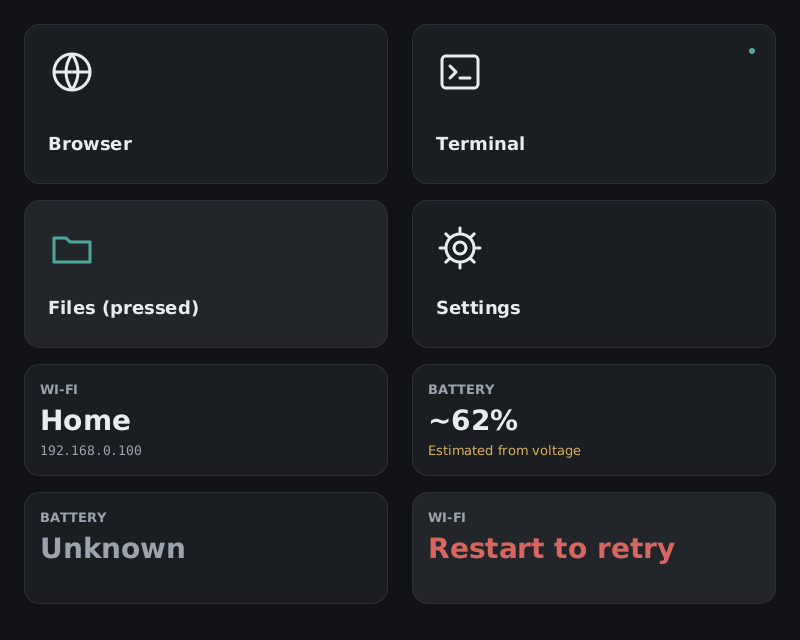 Browser
Terminal
Files (pressed)
Settings
WI-FI
Home
192.168.0.100
BATTERY
~62%
Estimated from voltage
BATTERY
Unknown
WI-FI
Restart to retry